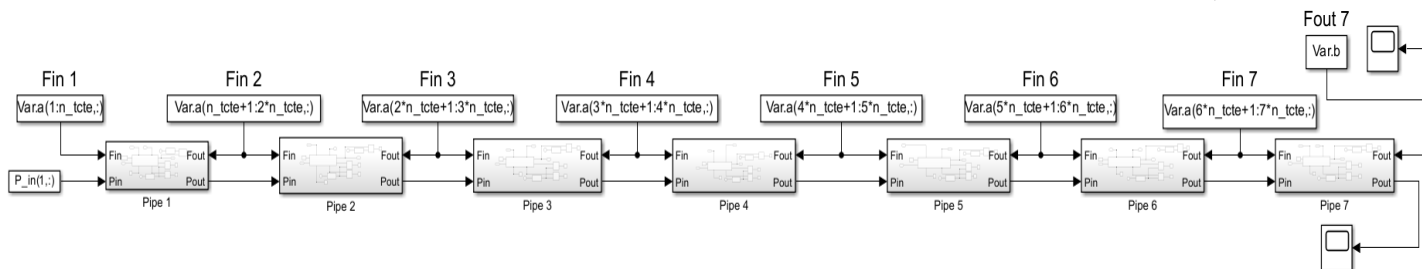 Fout 7
Var.b
Fin 1
Fin 2
Fin 3
Fin 4
Fin 5
Fin 6
Fin 7
Var.a(1:n_tcte,:)
Var.a(n_tcte+1:2*n_tcte,:)
Var.a(2*n_tcte+1:3*n_tcte,:)
Var.a(3*n_tcte+1:4*n_tcte,:)
Var.a(4*n_tcte+1:5*n_tcte,:)
Var.a(5*n_tcte+1:6*n_tcte,:)
Var.a(6*n_tcte+1:7*n_tcte,:)
Fin Fout
Fin Fout
Fin Fout
Fin Fout
Fin Fout
Fin Fout
Fin Fout
P_in(1,:)
Pin Pout
Pin Pout
Pin Pout
Pin Pout
Pin Pout
Pin Pout
Pin Pout
Pipe 1
Pipe 2
Pipe 3
Pipe 4
Pipe 5
Pipe 6
Pipe 7